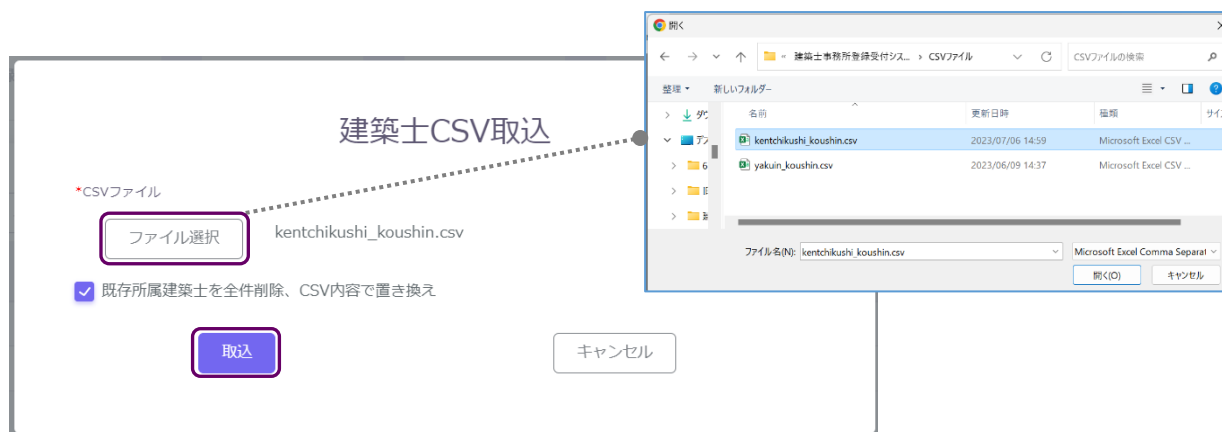 開く
« 建築士事務所登録受付シス... › CSVファイル
CSVファイルの検索
整理
新しいフォルダー
名前
更新日時
種類
kentchikushi_koushin.csv
2023/07/06 14:59
Microsoft Excel CSV ...
yakuin_koushin.csv
2023/06/09 14:37
Microsoft Excel CSV ...
ファイル名(N):
kentchikushi_koushin.csv
Microsoft Excel Comma Separat
開く(O)
キャンセル
建築士CSV取込
*CSVファイル
ファイル選択
kentchikushi_koushin.csv
既存所属建築士を全件削除、CSV内容で置き換え
取込
キャンセル